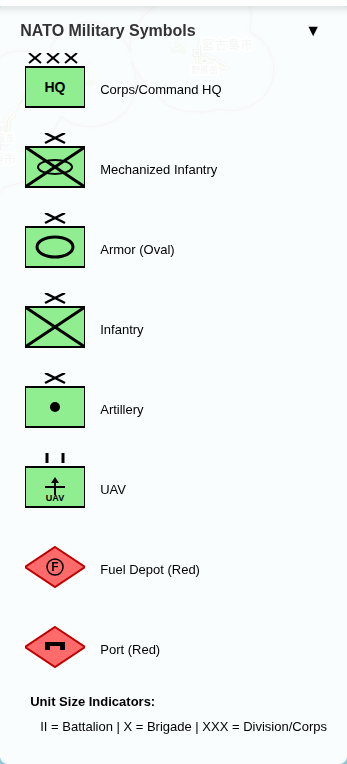 NATO Military Symbols ▼
XXX
HQ
Corps/Command HQ
X
Mechanized Infantry
X
Armor (Oval)
X
Infantry
X
Artillery
II
UAV
UAV
F
Fuel Depot (Red)
Port (Red)
Unit Size Indicators:
II = Battalion | X = Brigade | XXX = Division/Corps